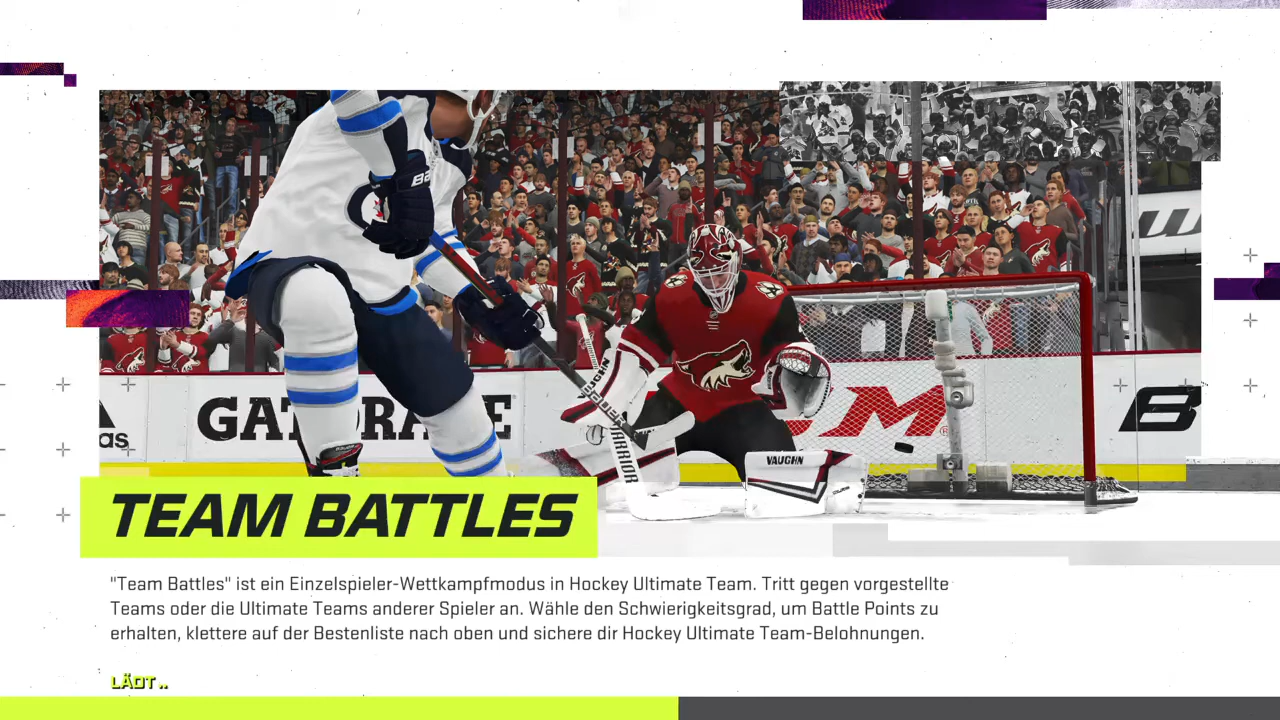 GATORADE
adas
VAUGHN
WARRIOR
TEAM BATTLES
"Team Battles" ist ein Einzelspieler-Wettkampfmodus in Hockey Ultimate Team. Tritt gegen vorgestellte
Teams oder die Ultimate Teams anderer Spieler an. Wähle den Schwierigkeitsgrad, um Battle Points zu
erhalten, klettere auf der Bestenliste nach oben und sichere dir Hockey Ultimate Team-Belohnungen.
LÄDT..